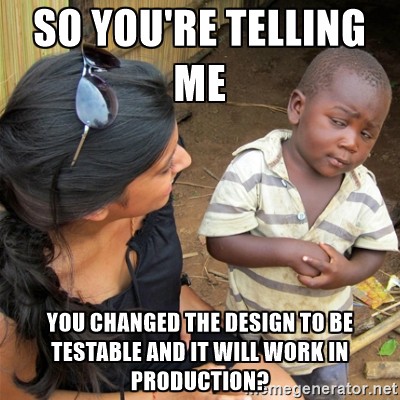 SO YOU'RE TELLING
ME
YOU CHANGED THE DESIGN TO BE
TESTABLE AND IT WILL WORK IN
PRODUCTION?
memegenerator.net